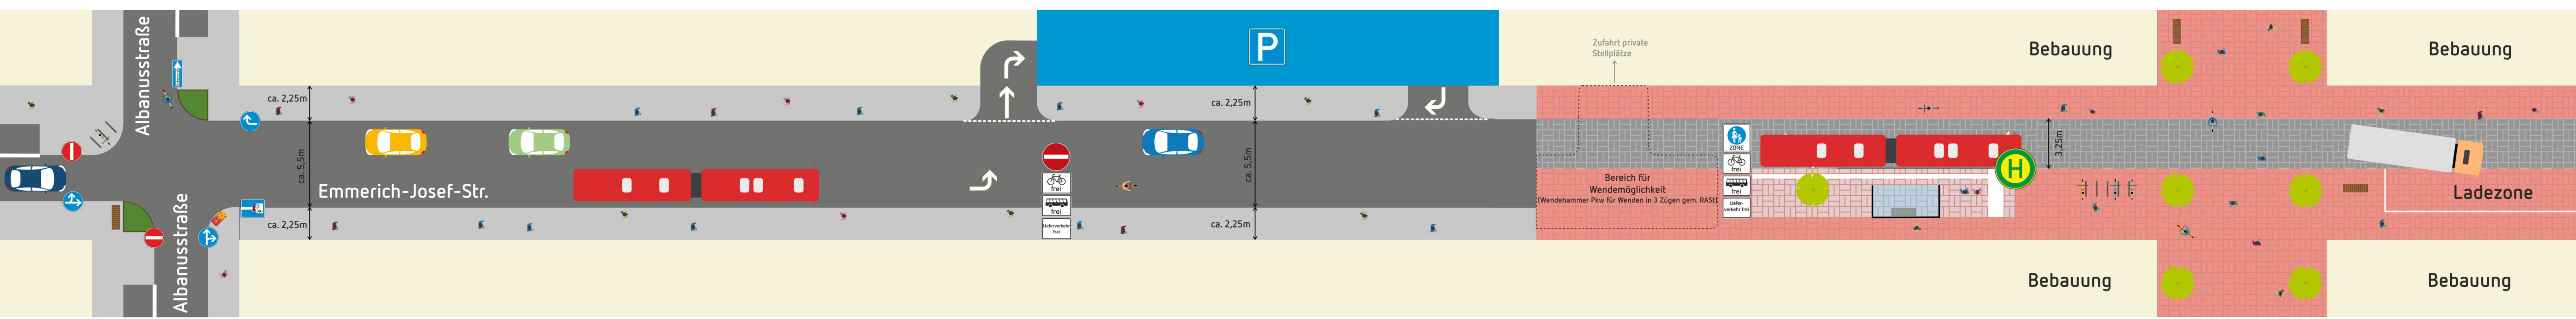 Albanusstraße
Albanusstraße
ca. 2,25m
ca. 5,5m
ca. 2,25m
Emmerich-Josef-Str.
frei
frei
Lieferverkehr
frei
P
ca. 2,25m
ca. 5,5m
ca. 2,25m
Zufahrt private
Stellplätze
Bereich für
Wendemöglichkeit
(Wendehammer Pkw für Wenden in 3 Zügen gem. RASt)
ZONE
frei
frei
Liefer-
verkehr frei
H
3,25m
Bebauung
Bebauung
Ladezone
Bebauung
Bebauung